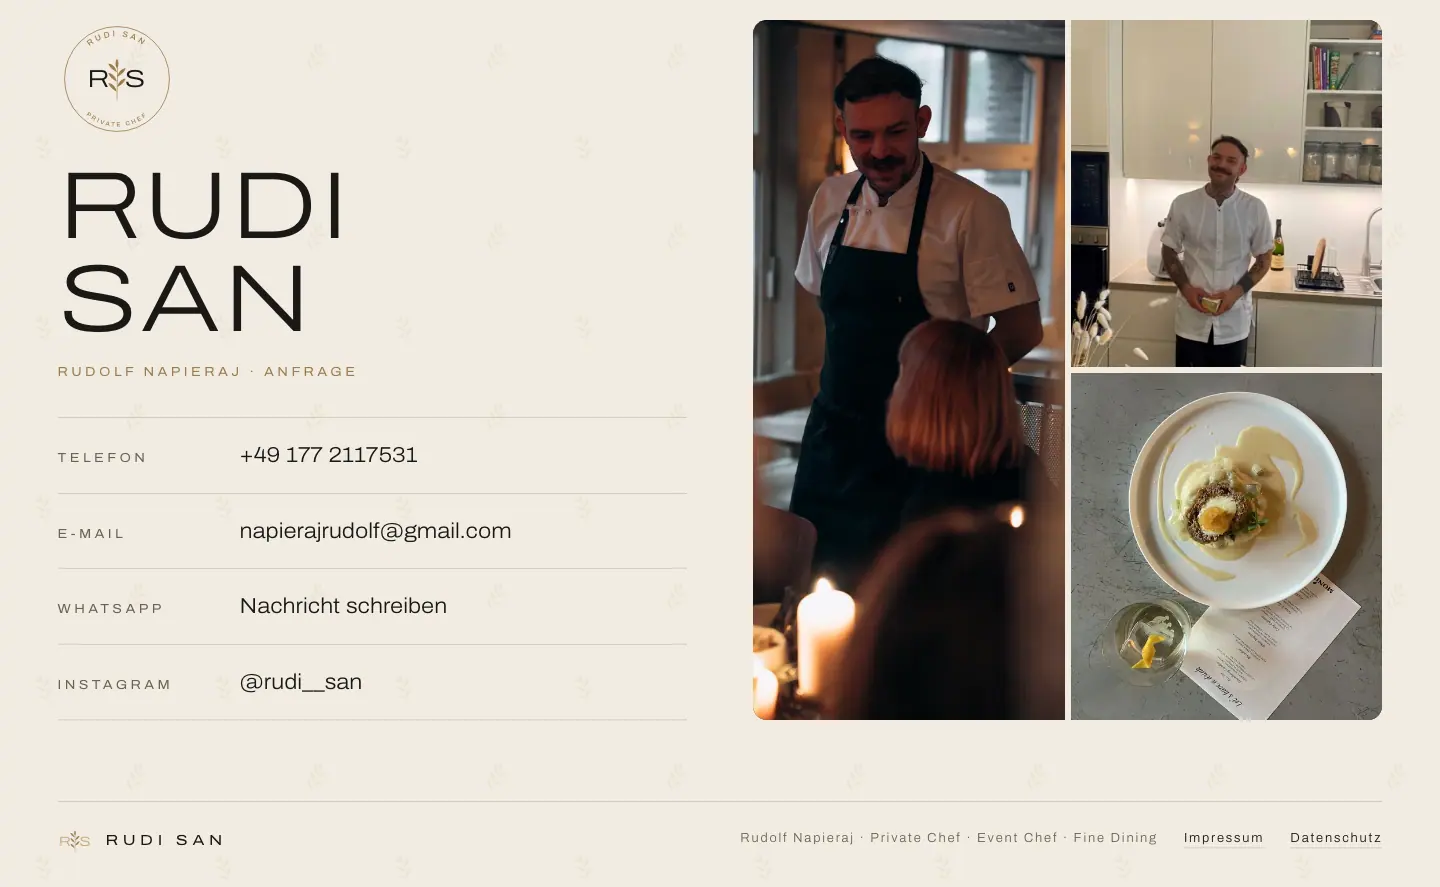 RUDI SAN
R S
PRIVATE CHEF
RUDI
SAN
RUDOLF NAPIERAJ · ANFRAGE
TELEFON
+49 177 2117531
E-MAIL
napierajrudolf@gmail.com
WHATSAPP
Nachricht schreiben
INSTAGRAM
@rudi__san
RS
RUDI SAN
Rudolf Napieraj · Private Chef · Event Chef · Fine Dining
Impressum
Datenschutz